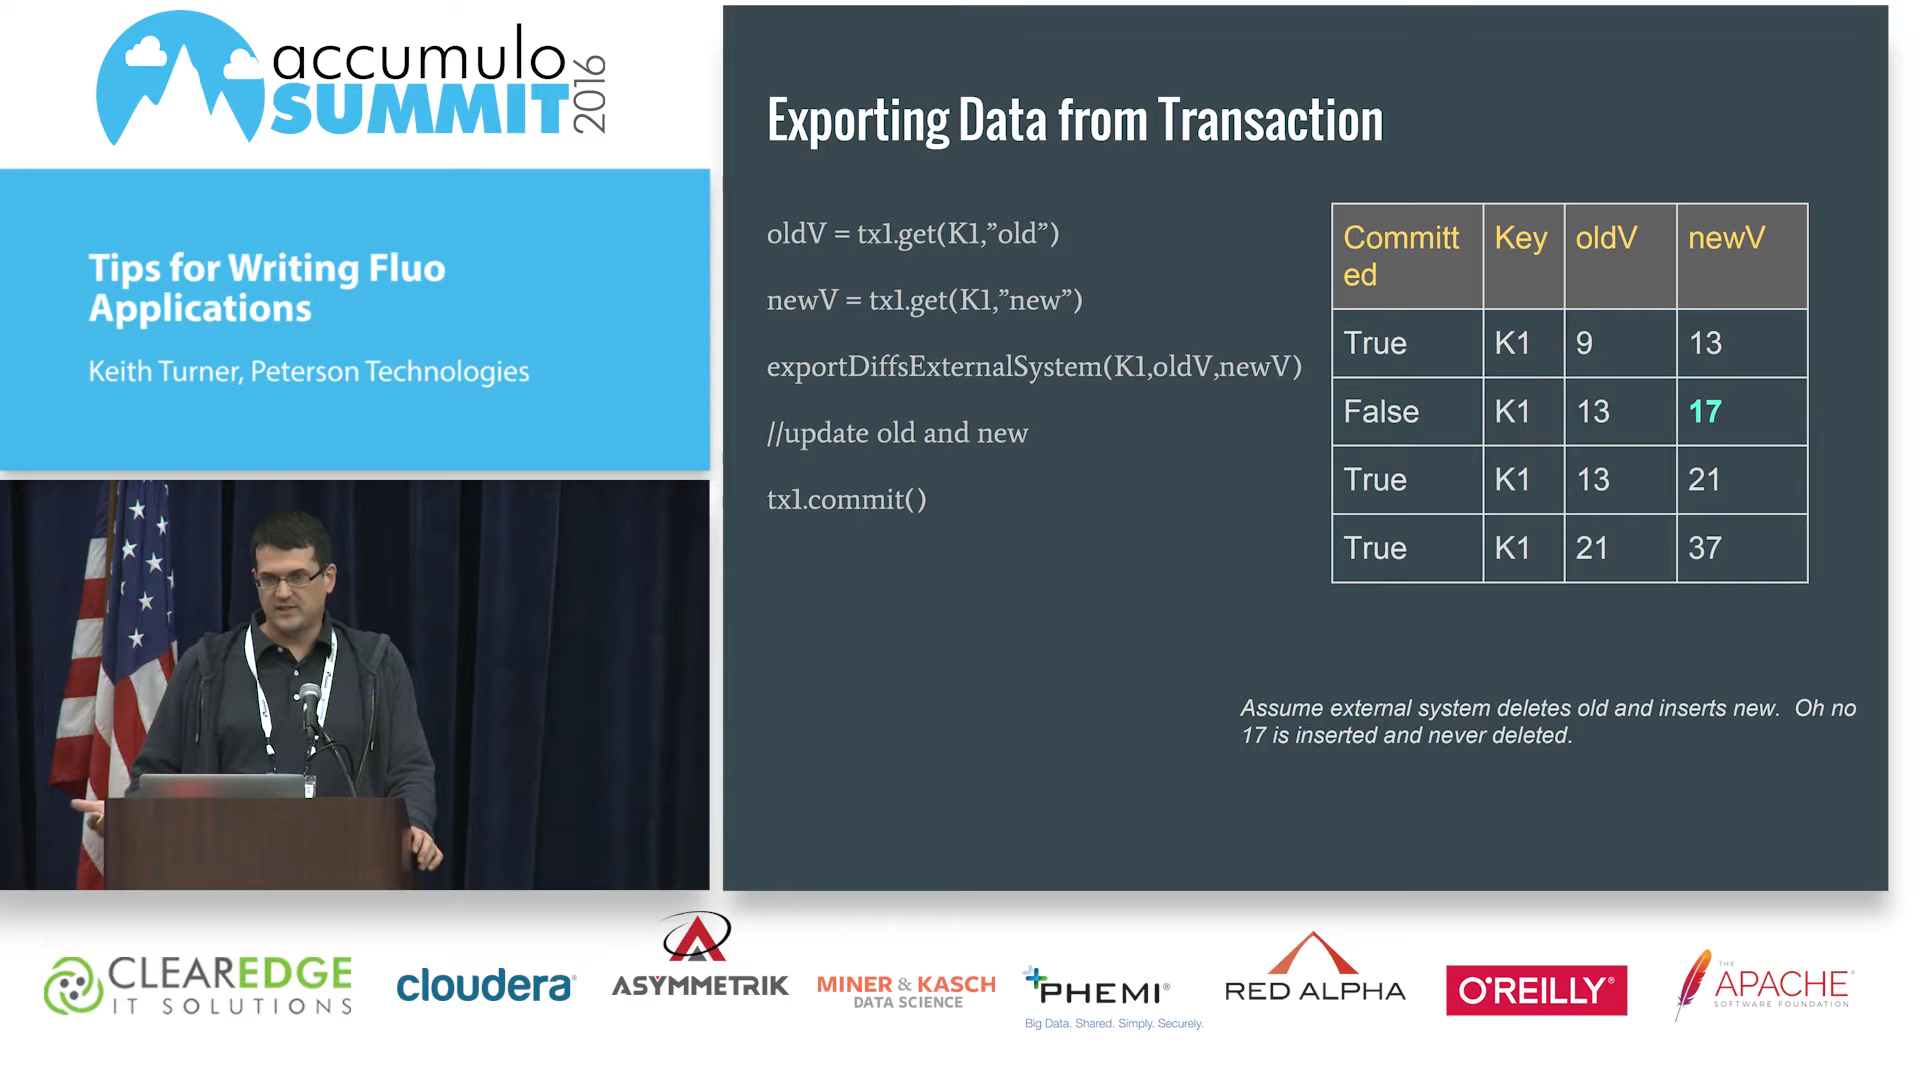 accumulo
SUMMIT
2016
Tips for Writing Fluo
Applications
Keith Turner, Peterson Technologies
Exporting Data from Transaction
oldV = tx1.get(K1,”old”)
newV = tx1.get(K1,”new”)
exportDiffsExternalSystem(K1,oldV,newV)
//update old and new
tx1.commit()
Committ Key oldV newV
ed
True K1 9 13
False K1 13 17
True K1 13 21
True K1 21 37
Assume external system deletes old and inserts new. Oh no
17 is inserted and never deleted.
CLEAREDGE
IT SOLUTIONS
cloudera®
ASYMMETRIK
MINER & KASCH
DATA SCIENCE
PHEMI®
Big Data. Shared. Simply. Securely.
RED ALPHA
O'REILLY®
THE
APACHE®
SOFTWARE FOUNDATION